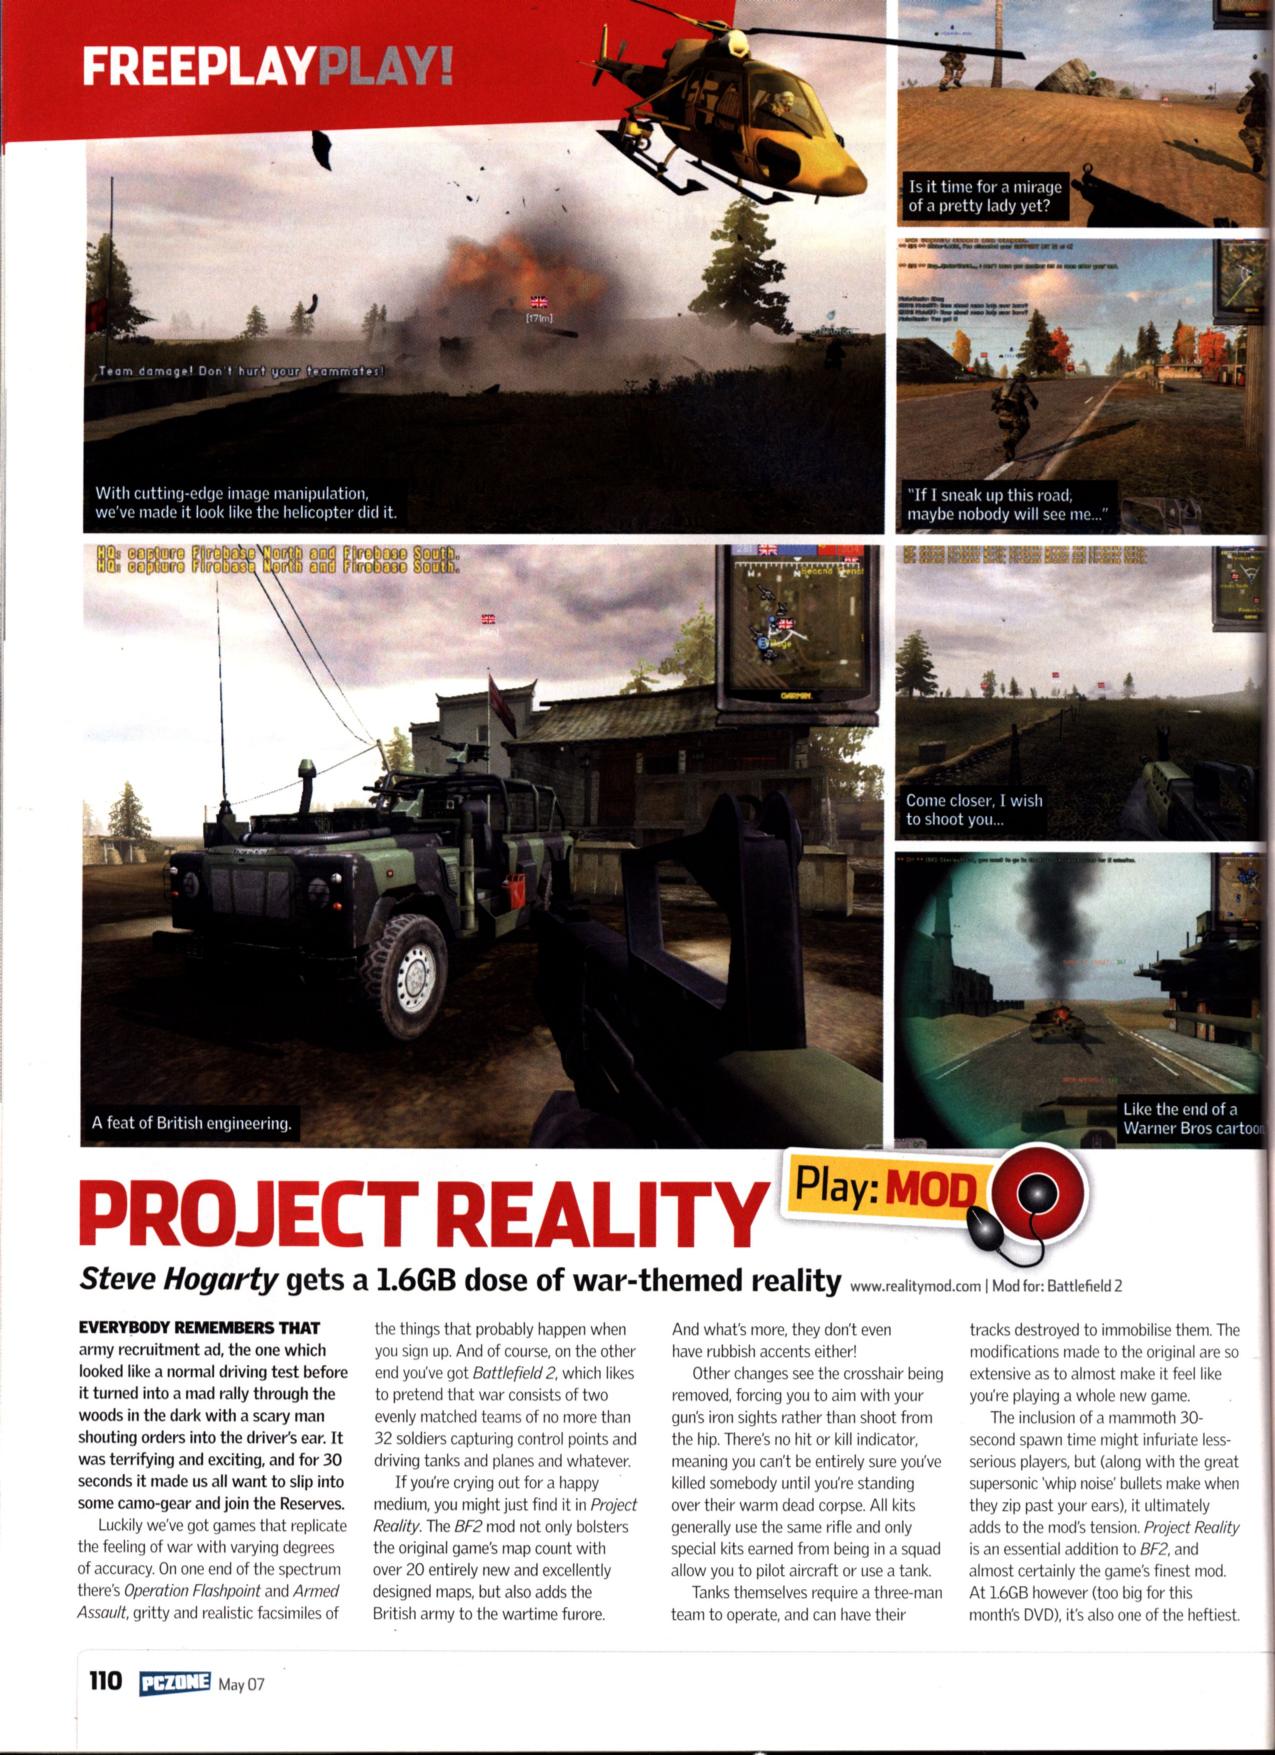 FREEPLAYPLAY!
Is it time for a mirage
of a pretty lady yet?
[171m]
Team damage! Don't hurt your teammates!
With cutting-edge image manipulation,
we've made it look like the helicopter did it.
"If I sneak up this road,
maybe nobody will see me..."
HQ: capture Firebase North and Firebase South.
HQ: capture Firebase North and Firebase South.
GARMIN
A feat of British engineering.
Come closer, I wish
to shoot you...
Like the end of a
Warner Bros cartoo
PROJECT REALITY
Play: MOD
Steve Hogarty gets a 1.6GB dose of war-themed reality www.realitymod.com | Mod for: Battlefield 2
EVERYBODY REMEMBERS THAT
army recruitment ad, the one which
looked like a normal driving test before
it turned into a mad rally through the
woods in the dark with a scary man
shouting orders into the driver's ear. It
was terrifying and exciting, and for 30
seconds it made us all want to slip into
some camo-gear and join the Reserves.
Luckily we've got games that replicate
the feeling of war with varying degrees
of accuracy. On one end of the spectrum
there's Operation Flashpoint and Armed
Assault, gritty and realistic facsimiles of
the things that probably happen when
you sign up. And of course, on the other
end you've got Battlefield 2, which likes
to pretend that war consists of two
evenly matched teams of no more than
32 soldiers capturing control points and
driving tanks and planes and whatever.
If you're crying out for a happy
medium, you might just find it in Project
Reality. The BF2 mod not only bolsters
the original game's map count with
over 20 entirely new and excellently
designed maps, but also adds the
British army to the wartime furore.
And what's more, they don't even
have rubbish accents either!
Other changes see the crosshair being
removed, forcing you to aim with your
gun's iron sights rather than shoot from
the hip. There's no hit or kill indicator,
meaning you can't be entirely sure you've
killed somebody until you're standing
over their warm dead corpse. All kits
generally use the same rifle and only
special kits earned from being in a squad
allow you to pilot aircraft or use a tank.
Tanks themselves require a three-man
team to operate, and can have their
tracks destroyed to immobilise them. The
modifications made to the original are so
extensive as to almost make it feel like
you're playing a whole new game.
The inclusion of a mammoth 30-
second spawn time might infuriate less-
serious players, but (along with the great
supersonic 'whip noise' bullets make when
they zip past your ears), it ultimately
adds to the mod's tension. Project Reality
is an essential addition to BF2, and
almost certainly the game's finest mod.
At 1.6GB however (too big for this
month's DVD), it's also one of the heftiest.
110 PCZONE May 07